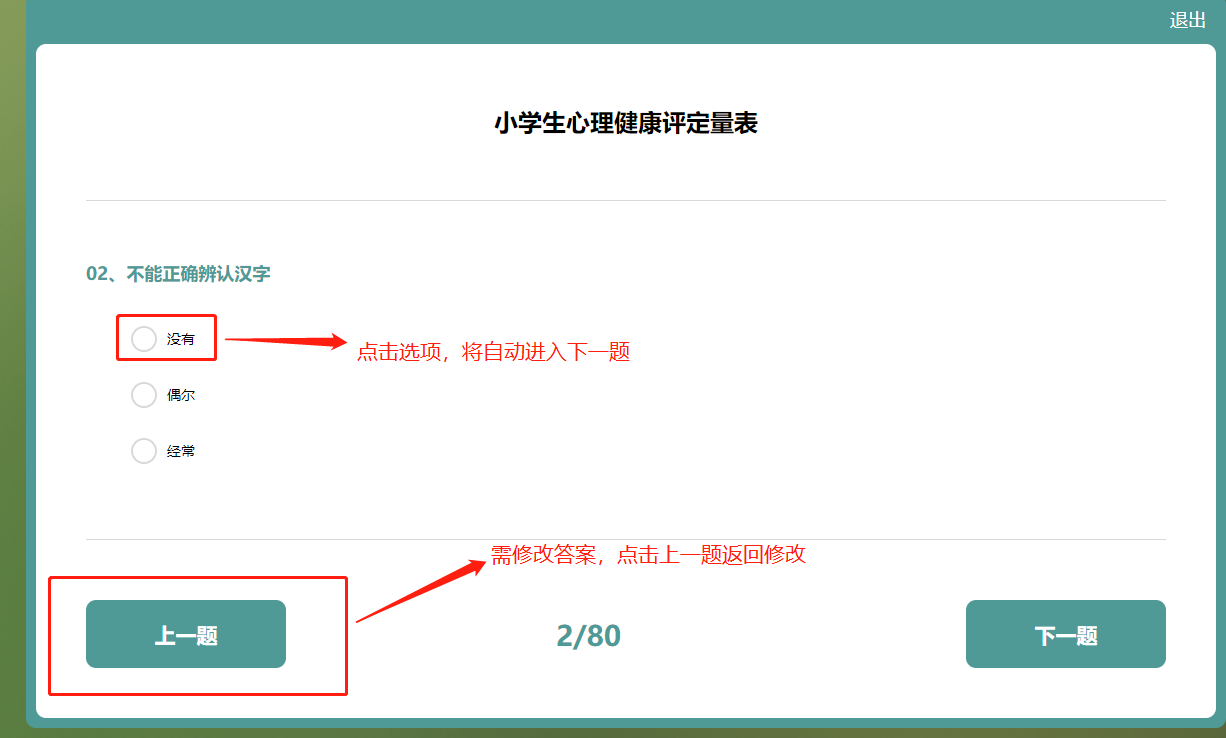 退出
小学生心理健康评定量表
02、不能正确辨认汉字
没有
点击选项，将自动进入下一题
偶尔
经常
需修改答案，点击上一题返回修改
上一题
2/80
下一题